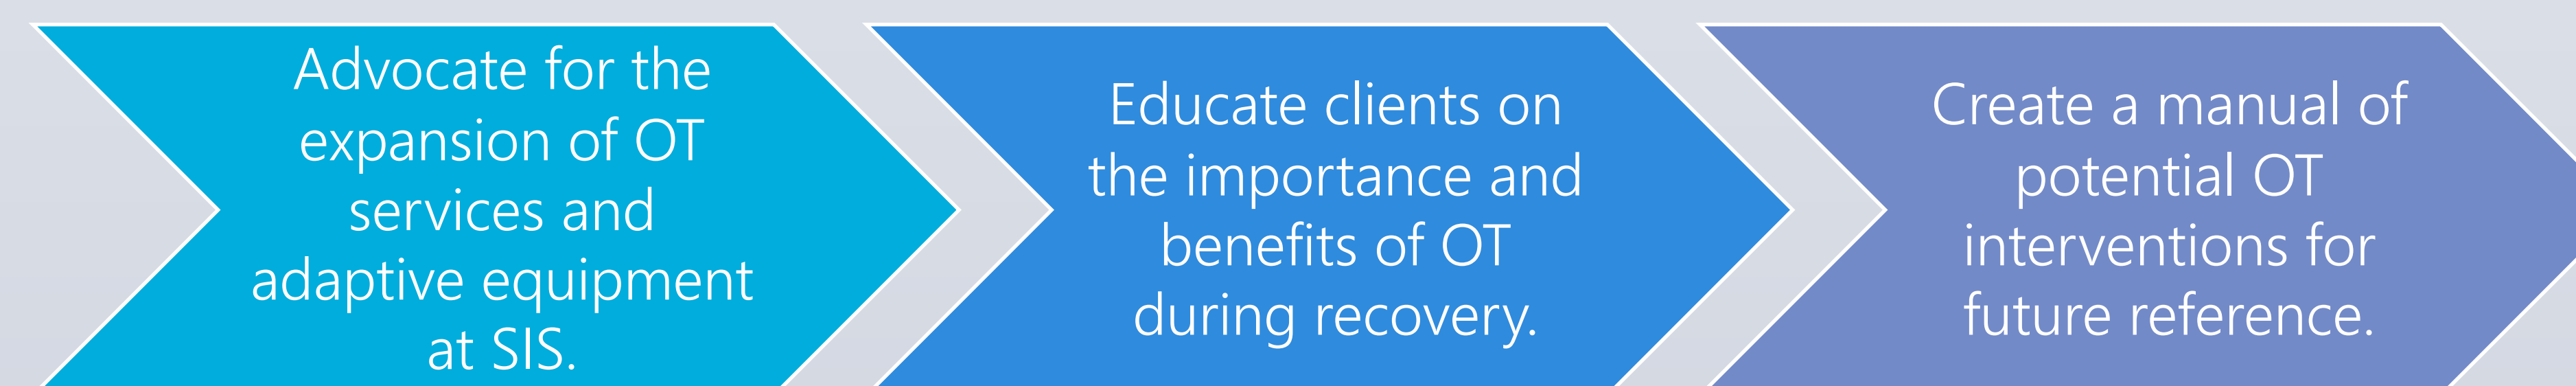 Advocate for the
expansion of OT
services and
adaptive equipment
at SIS.
Educate clients on
the importance and
benefits of OT
during recovery.
Create a manual of
potential OT
interventions for
future reference.